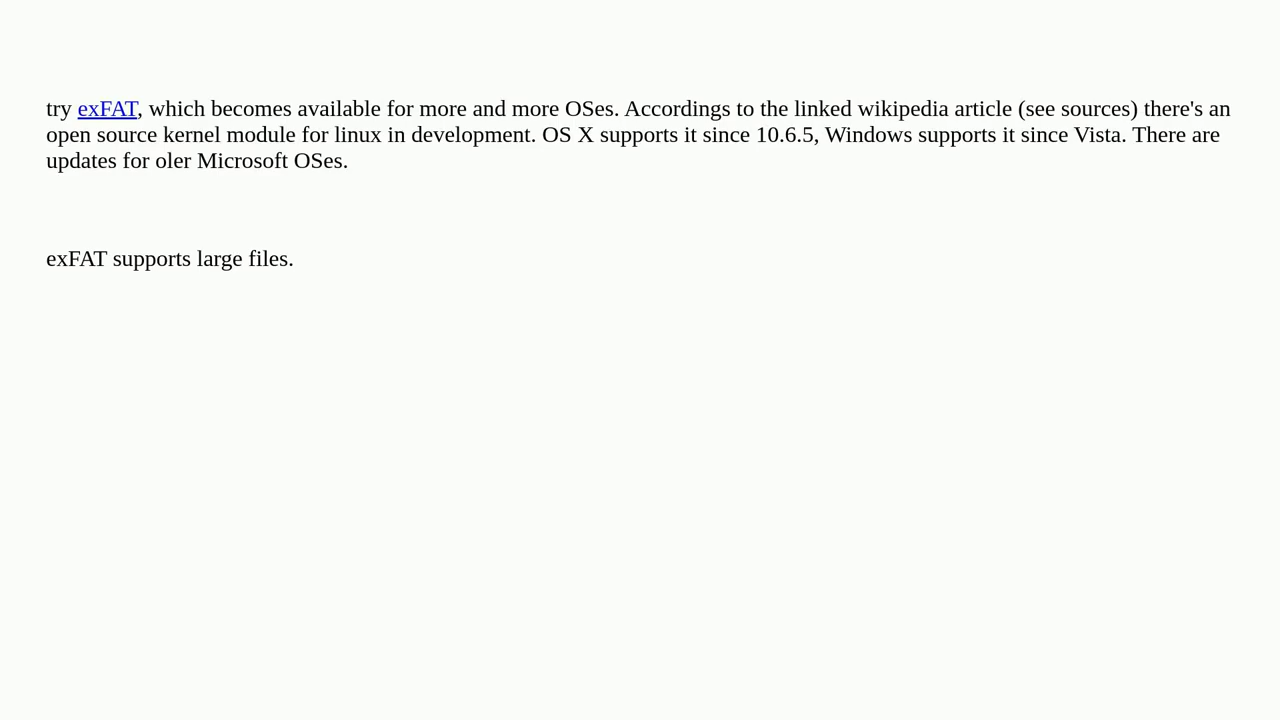 try exFAT, which becomes available for more and more OSes. Accordings to the linked wikipedia article (see sources) there's an
open source kernel module for linux in development. OS X supports it since 10.6.5, Windows supports it since Vista. There are
updates for oler Microsoft OSes.
exFAT supports large files.